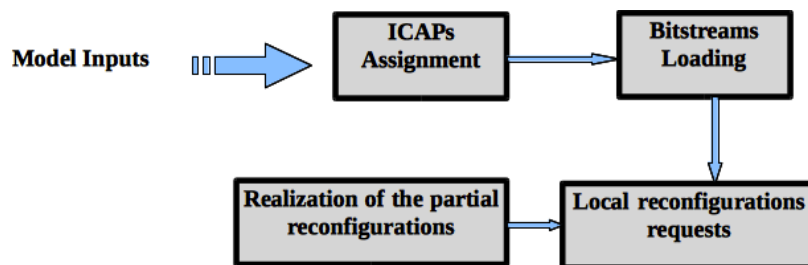 Model Inputs
ICAPs
Assignment
Bitstreams
Loading
Realization of the partial
reconfigurations
Local reconfigurations
requests